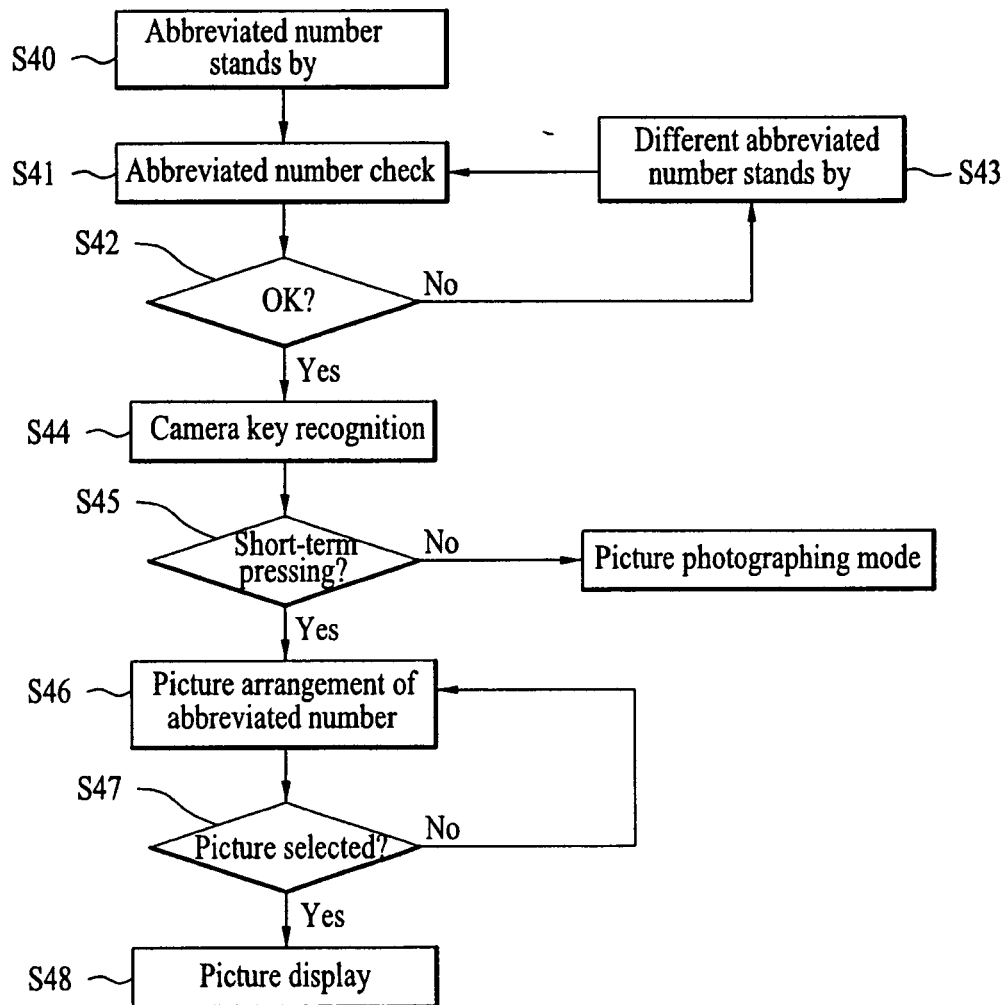 Abbreviated number
stands by
S40
Abbreviated number check
S41
Different abbreviated
number stands by
S43
S42
OK?
No
Yes
S44
Camera key recognition
S45
Short-term
pressing?
No
Picture photographing mode
Yes
S46
Picture arrangement of
abbreviated number
S47
Picture selected?
No
Yes
S48
Picture display